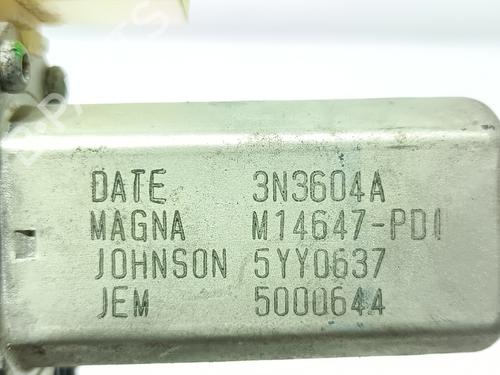 DATE 3N3604A
MAGNA M14647-PD1
JOHNSON 5YY0637
JEM 5000644